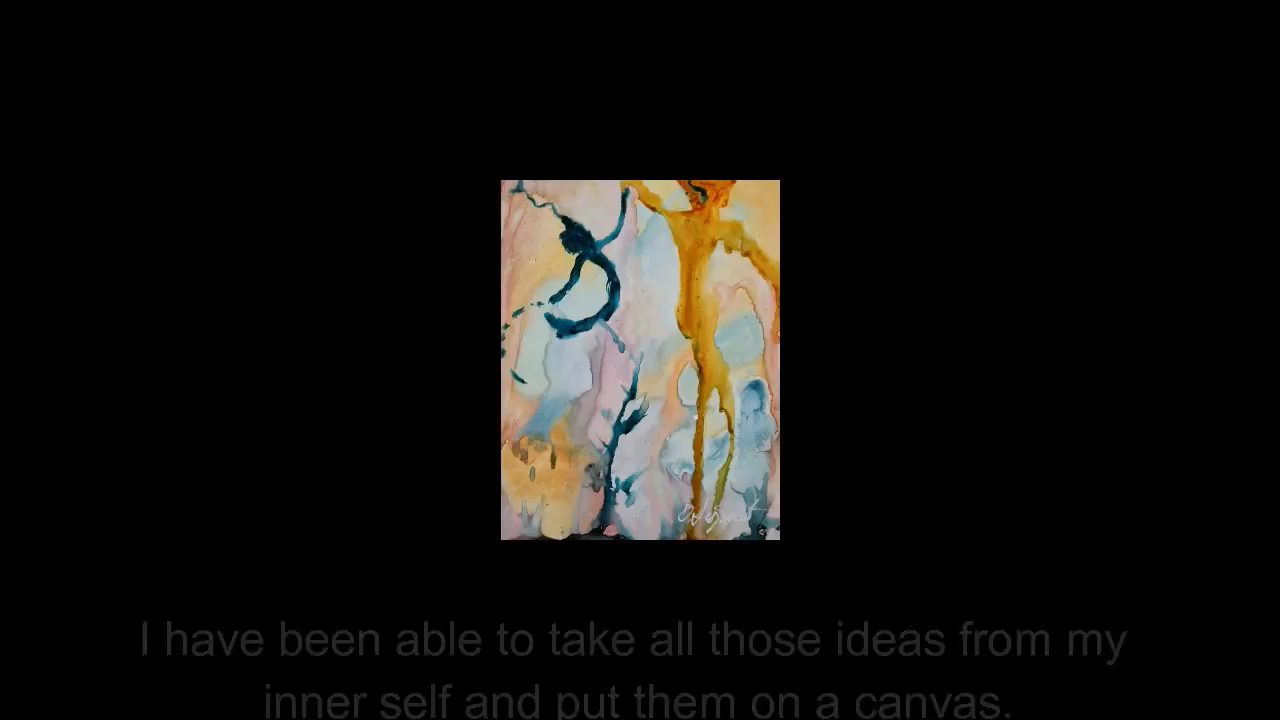 I have been able to take all those ideas from my
inner self and put them on a canvas.